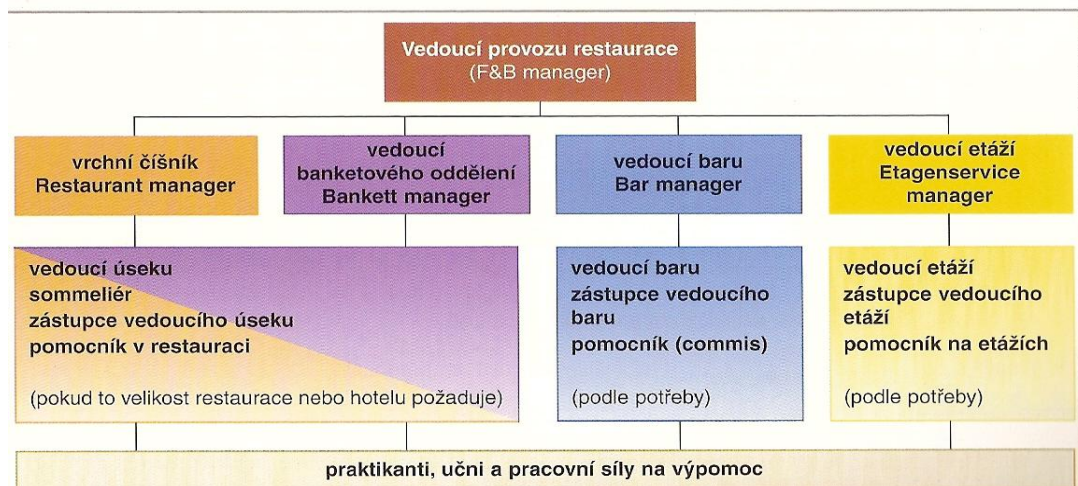 Vedoucí provozu restaurace
(F&B manager)
vrchní číšník
Restaurant manager
vedoucí
banketového oddělení
Bankett manager
vedoucí baru
Bar manager
vedoucí etáží
Etagenservice
manager
vedoucí úseku
sommeliér
zástupce vedoucího úseku
pomocník v restauraci
(pokud to velikost restaurace nebo hotelu požaduje)
vedoucí baru
zástupce vedoucího
baru
pomocník (commis)
(podle potřeby)
vedoucí etáží
zástupce vedoucího
etáží
pomocník na etážích
(podle potřeby)
praktikanti, učni a pracovní síly na výpomoc